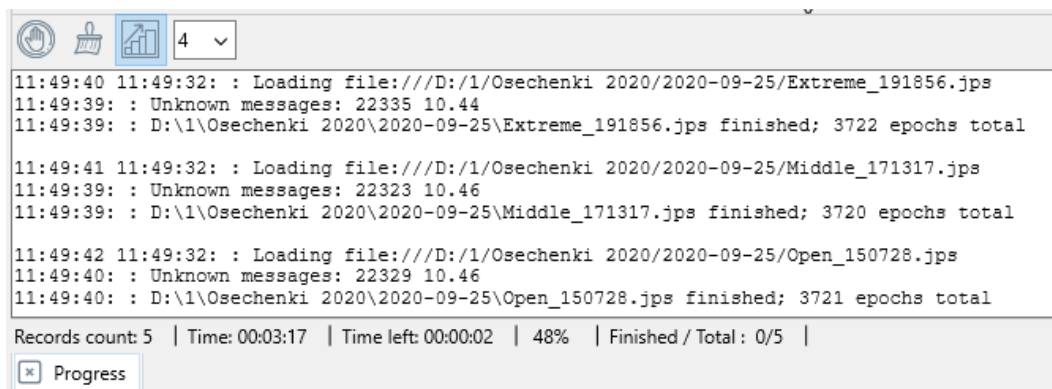 4
11:49:40 11:49:32: : Loading file:///D:/1/Osechenki 2020/2020-09-25/Extreme_191856.jps
11:49:39: : Unknown messages: 22335 10.44
11:49:39: : D:\1\Osechenki 2020\2020-09-25\Extreme_191856.jps finished; 3722 epochs total
11:49:41 11:49:32: : Loading file:///D:/1/Osechenki 2020/2020-09-25/Middle_171317.jps
11:49:39: : Unknown messages: 22323 10.46
11:49:39: : D:\1\Osechenki 2020\2020-09-25\Middle_171317.jps finished; 3720 epochs total
11:49:42 11:49:32: : Loading file:///D:/1/Osechenki 2020/2020-09-25/Open_150728.jps
11:49:40: : Unknown messages: 22329 10.46
11:49:40: : D:\1\Osechenki 2020\2020-09-25\Open_150728.jps finished; 3721 epochs total
Records count: 5 | Time: 00:03:17 | Time left: 00:00:02 | 48% | Finished / Total : 0/5 |
Progress